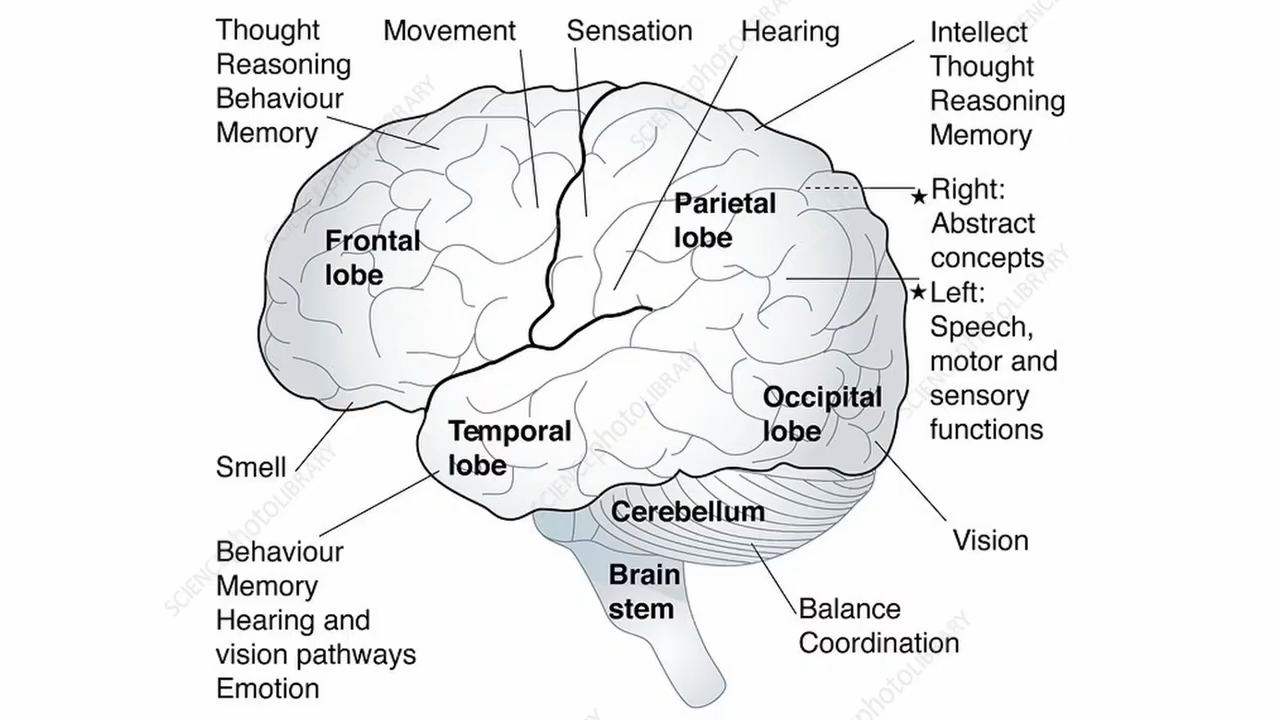 Thought
Reasoning
Behaviour
Memory
Movement
Sensation
Hearing
Intellect
Thought
Reasoning
Memory
★Right:
Abstract
concepts
★Left:
Speech,
motor and
sensory
functions
Parietal
lobe
Frontal
lobe
Occipital
lobe
Temporal
lobe
Smell
Cerebellum
Vision
Behaviour
Memory
Hearing and
vision pathways
Emotion
Brain
stem
Balance
Coordination
SCIENCEphotoLIBRARY